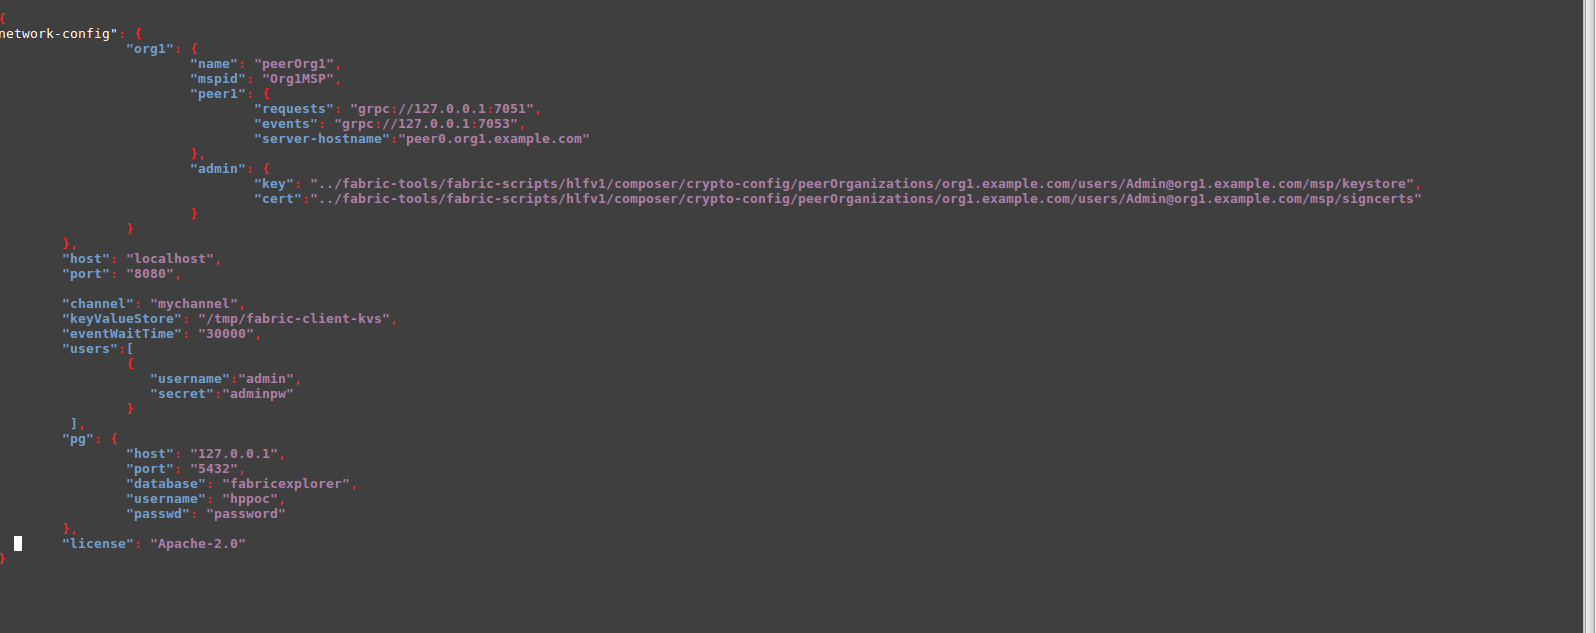 {
network-config": {
"org1": {
"name": "peerOrg1",
"mspid": "Org1MSP",
"peer1": {
"requests": "grpc://127.0.0.1:7051",
"events": "grpc://127.0.0.1:7053",
"server-hostname":"peer0.org1.example.com"
},
"admin": {
"key": "../fabric-tools/fabric-scripts/hlfv1/composer/crypto-config/peerOrganizations/org1.example.com/users/Admin@org1.example.com/msp/keystore",
"cert":"../fabric-tools/fabric-scripts/hlfv1/composer/crypto-config/peerOrganizations/org1.example.com/users/Admin@org1.example.com/msp/signcerts"
}
}
},
"host": "localhost",
"port": "8080",
"channel": "mychannel",
"keyValueStore": "/tmp/fabric-client-kvs",
"eventWaitTime": "30000",
"users":[
{
"username":"admin",
"secret":"adminpw"
}
],
"pg": {
"host": "127.0.0.1",
"port": "5432",
"database": "fabricexplorer",
"username": "hppoc",
"passwd": "password"
},
"license": "Apache-2.0"
}